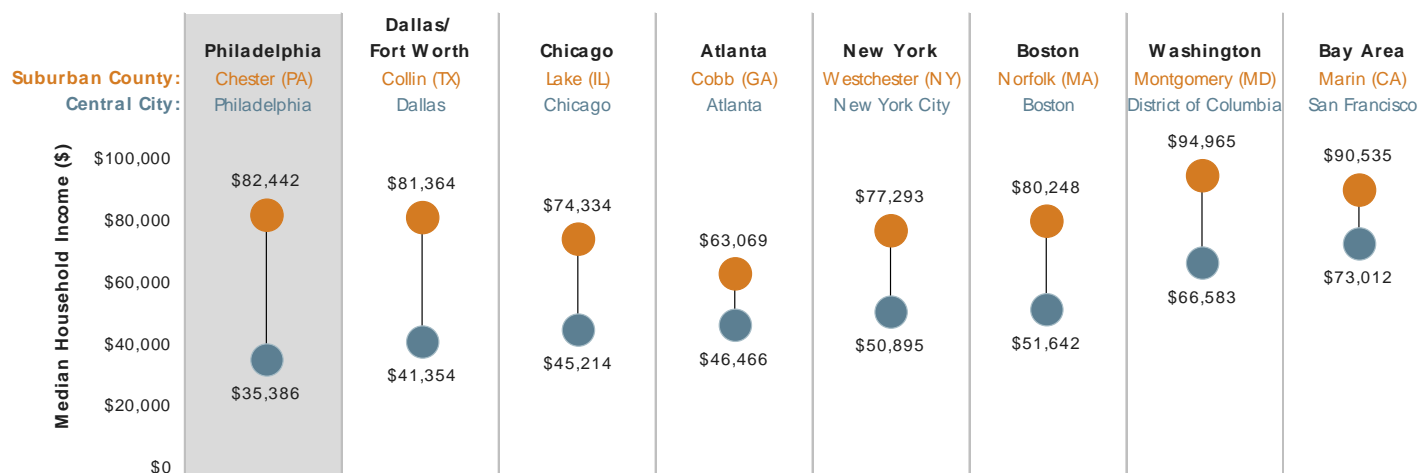 Philadelphia
Dallas/
Fort Worth
Chicago
Atlanta
New York
Boston
Washington
Bay Area
Suburban County: Chester (PA) Collin (TX) Lake (IL) Cobb (GA) Westchester (NY) Norfolk (MA) Montgomery (MD) Marin (CA)
Central City: Philadelphia Dallas Chicago Atlanta New York City Boston District of Columbia San Francisco
Median Household Income ($)
$100,000
$80,000
$60,000
$40,000
$20,000
$0
$82,442
$35,386
$81,364
$41,354
$74,334
$45,214
$63,069
$46,466
$77,293
$50,895
$80,248
$51,642
$94,965
$66,583
$90,535
$73,012